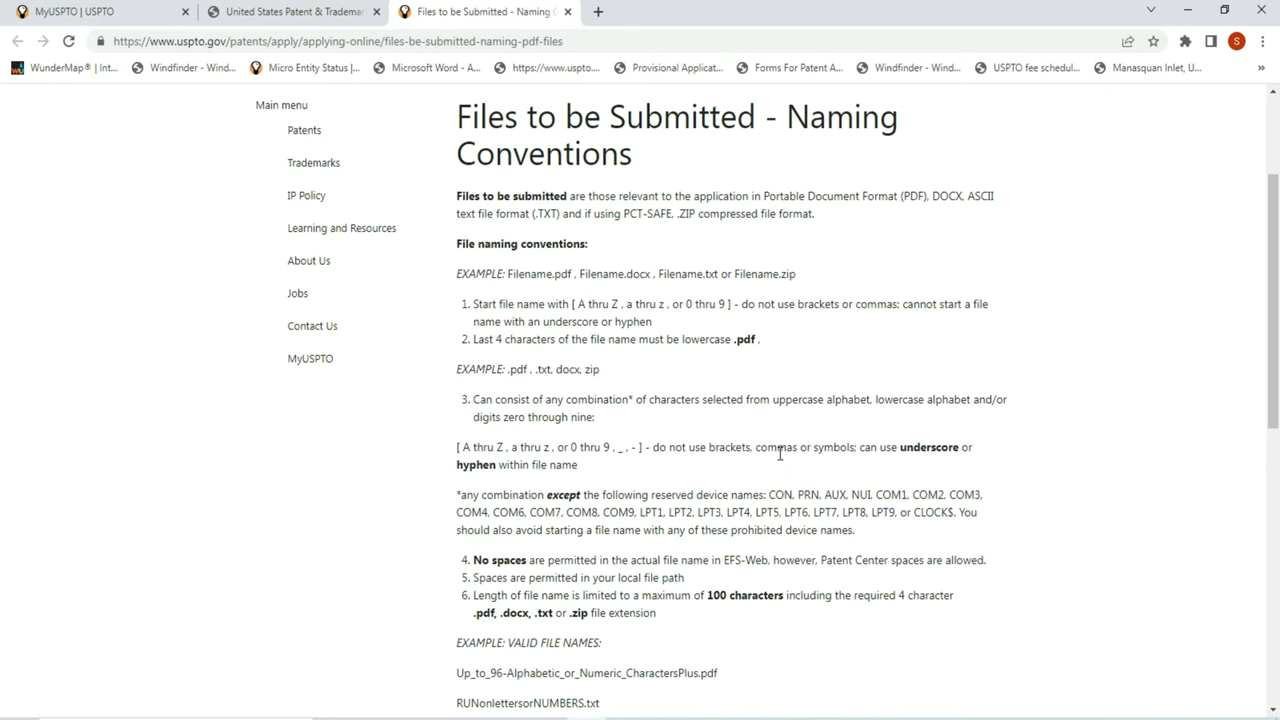 MyUSPTO | USPTO
United States Patent & Tradema
Files to be Submitted - Naming C
https://www.uspto.gov/patents/apply/applying-online/files-be-submitted-naming-pdf-files
S
WunderMap® | Int...
Windfinder - Wind...
Micro Entity Status |...
Microsoft Word - A...
https://www.uspto....
Provisional Applicat...
Forms For Patent A...
Windfinder - Wind...
USPTO fee schedul...
Manasquan Inlet, U...
»
Main menu
Patents
Trademarks
IP Policy
Learning and Resources
About Us
Jobs
Contact Us
MyUSPTO
Files to be Submitted - Naming
Conventions
Files to be submitted are those relevant to the application in Portable Document Format (PDF), DOCX, ASCII
text file format (.TXT) and if using PCT-SAFE, .ZIP compressed file format.
File naming conventions:
EXAMPLE: Filename.pdf , Filename.docx , Filename.txt or Filename.zip
1. Start file name with [ A thru Z , a thru z , or 0 thru 9 ] - do not use brackets or commas; cannot start a file
name with an underscore or hyphen
2. Last 4 characters of the file name must be lowercase .pdf ,
EXAMPLE: .pdf , .txt, docx, zip
3. Can consist of any combination* of characters selected from uppercase alphabet, lowercase alphabet and/or
digits zero through nine:
[ A thru Z , a thru z , or 0 thru 9 , _ , - ] - do not use brackets, commas or symbols; can use underscore or
hyphen within file name
*any combination except the following reserved device names: CON, PRN, AUX, NUI, COM1, COM2, COM3,
COM4, COM6, COM7, COM8, COM9, LPT1, LPT2, LPT3, LPT4, LPT5, LPT6, LPT7, LPT8, LPT9, or CLOCK$. You
should also avoid starting a file name with any of these prohibited device names.
4. No spaces are permitted in the actual file name in EFS-Web, however, Patent Center spaces are allowed.
5. Spaces are permitted in your local file path
6. Length of file name is limited to a maximum of 100 characters including the required 4 character
.pdf, .docx, .txt or .zip file extension
EXAMPLE: VALID FILE NAMES:
Up_to_96-Alphabetic_or_Numeric_CharactersPlus.pdf
RUNonlettersorNUMBERS.txt